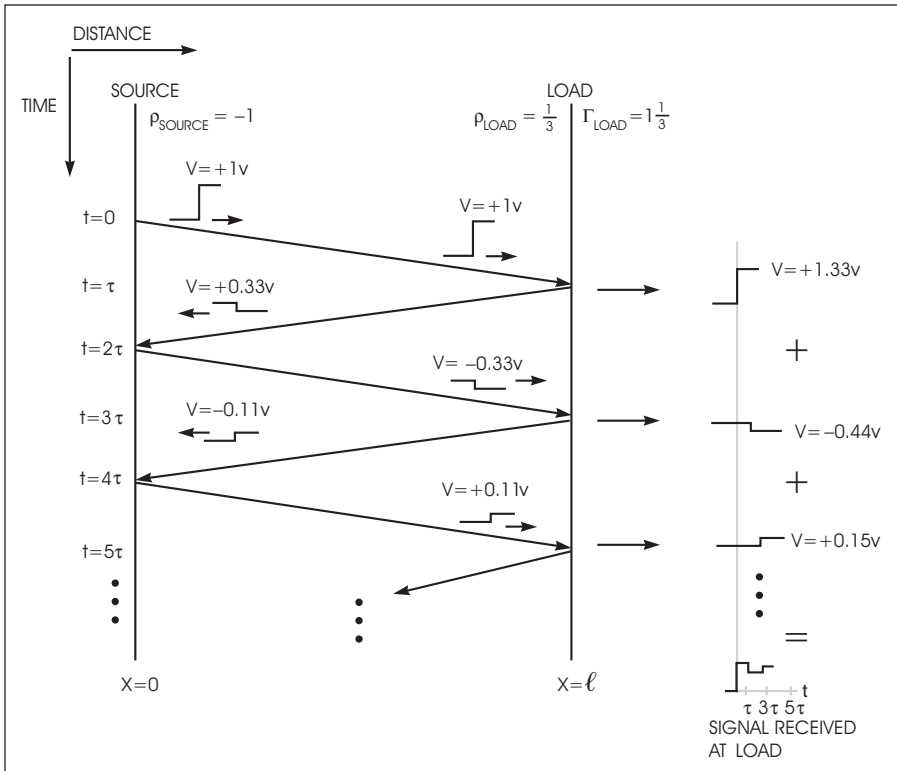 DISTANCE
TIME
SOURCE
LOAD
ρSOURCE = –1
ρLOAD = 1/3
ΓLOAD = 1 1/3
V=+1v
V=+1v
t=0
t=τ
V=+0.33v
V=+1.33v
t=2τ
+
V=–0.33v
t=3τ
V=–0.11v
V=–0.44v
t=4τ
V=+0.11v
+
t=5τ
V=+0.15v
=
X=0
X=ℓ
t
τ 3τ 5τ
SIGNAL RECEIVED
AT LOAD